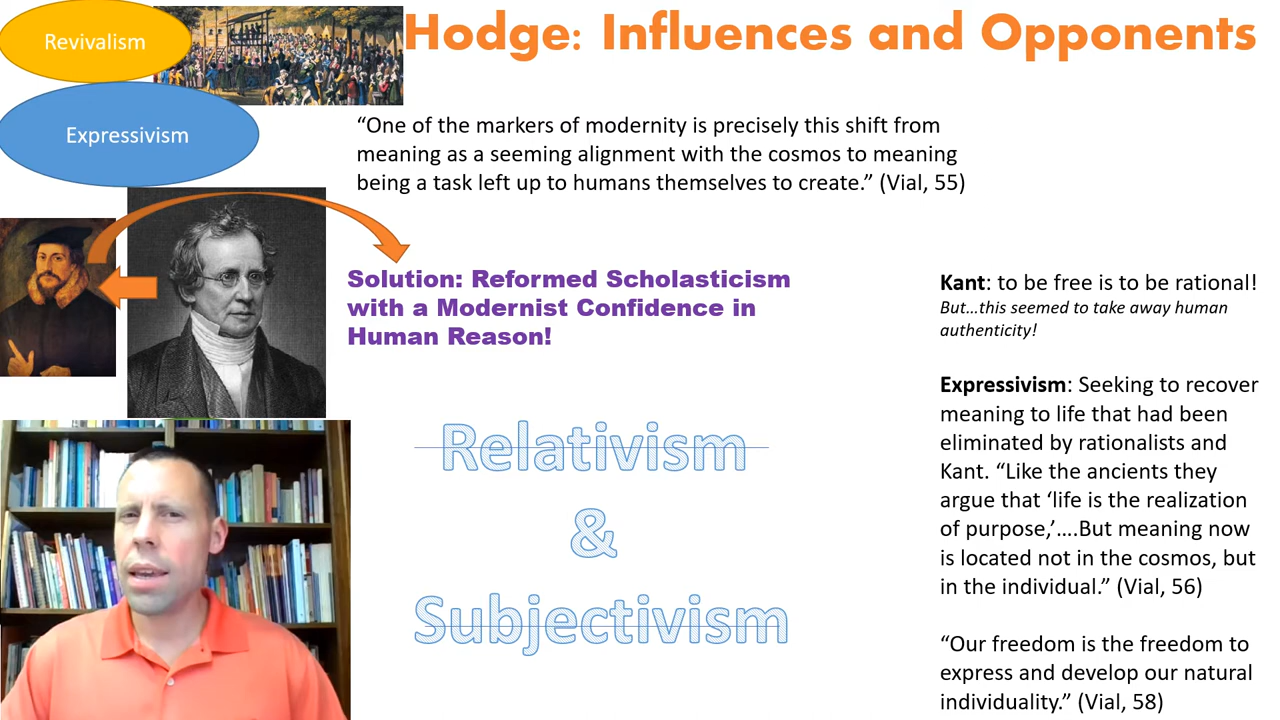 Revivalism
Hodge: Influences and Opponents
Expressivism
“One of the markers of modernity is precisely this shift from
meaning as a seeming alignment with the cosmos to meaning
being a task left up to humans themselves to create.” (Vial, 55)
Solution: Reformed Scholasticism
with a Modernist Confidence in
Human Reason!
Relativism
&
Subjectivism
Kant: to be free is to be rational!
But...this seemed to take away human
authenticity!
Expressivism: Seeking to recover
meaning to life that had been
eliminated by rationalists and
Kant. “Like the ancients they
argue that ‘life is the realization
of purpose,’….But meaning now
is located not in the cosmos, but
in the individual.” (Vial, 56)
“Our freedom is the freedom to
express and develop our natural
individuality.” (Vial, 58)